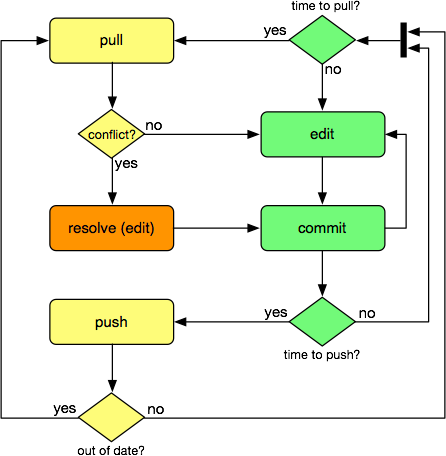 time to pull?
pull
yes
no
conflict?
no
edit
yes
resolve (edit)
commit
push
yes
no
time to push?
yes
no
out of date?